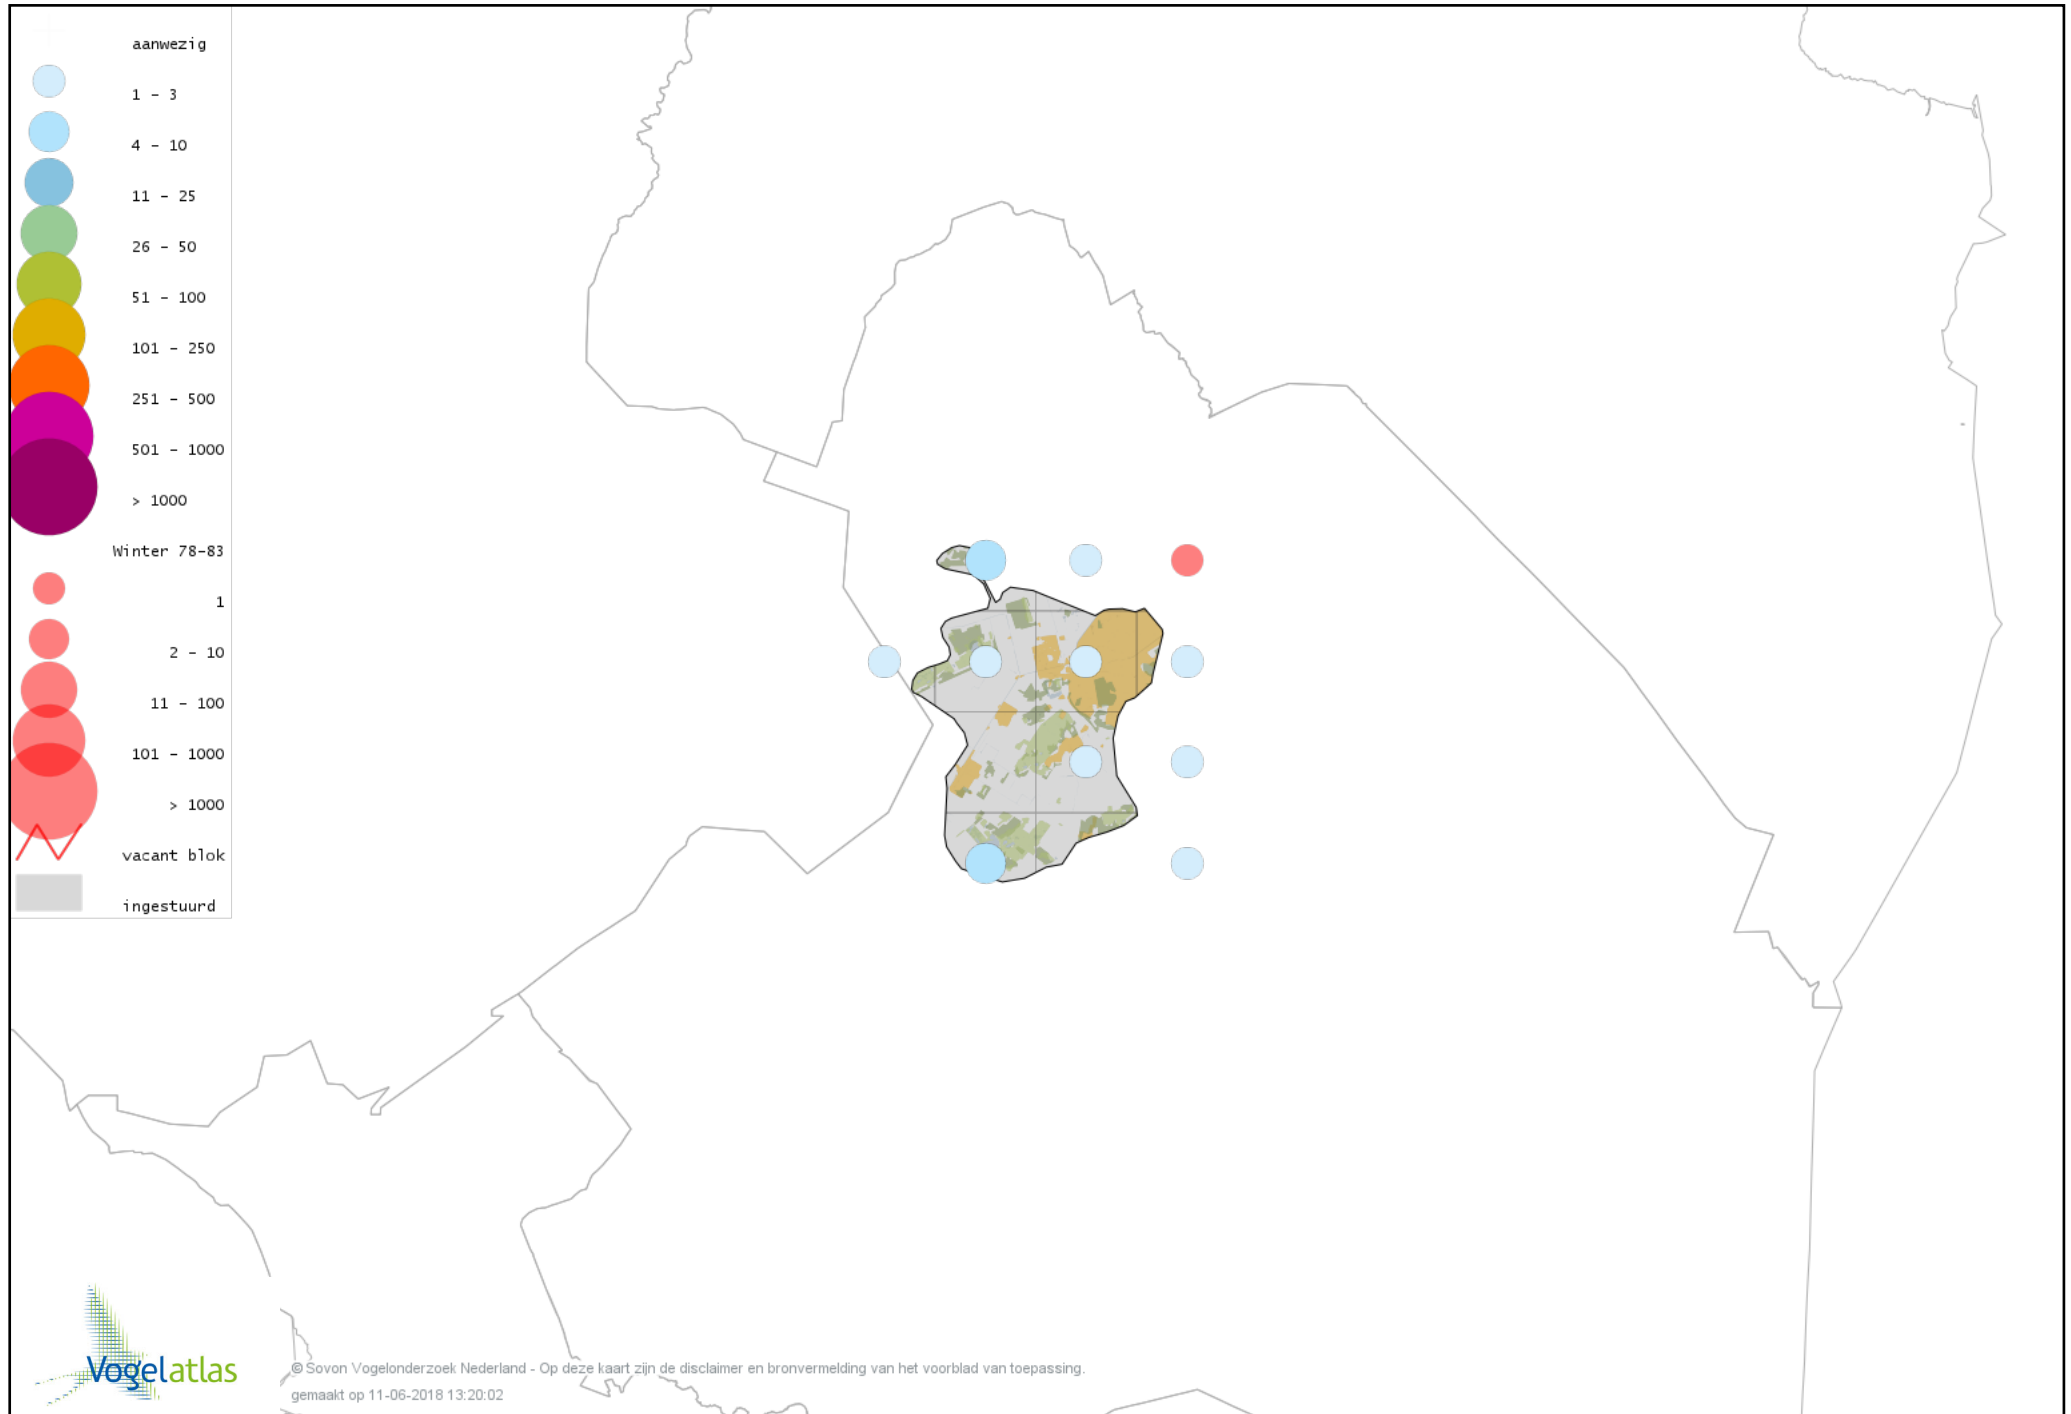 aanwezig
1 - 3
4 - 10
11 - 25
26 - 50
51 - 100
101 - 250
251 - 500
501 - 1000
> 1000
Winter 78-83
1
2 - 10
11 - 100
101 - 1000
> 1000
vacant blok
ingestuurd
Vogelatlas
© Sovon Vogelonderzoek Nederland - Op deze kaart zijn de disclaimer en bronvermelding van het voorblad van toepassing.
gemaakt op 11-06-2018 13:20:02